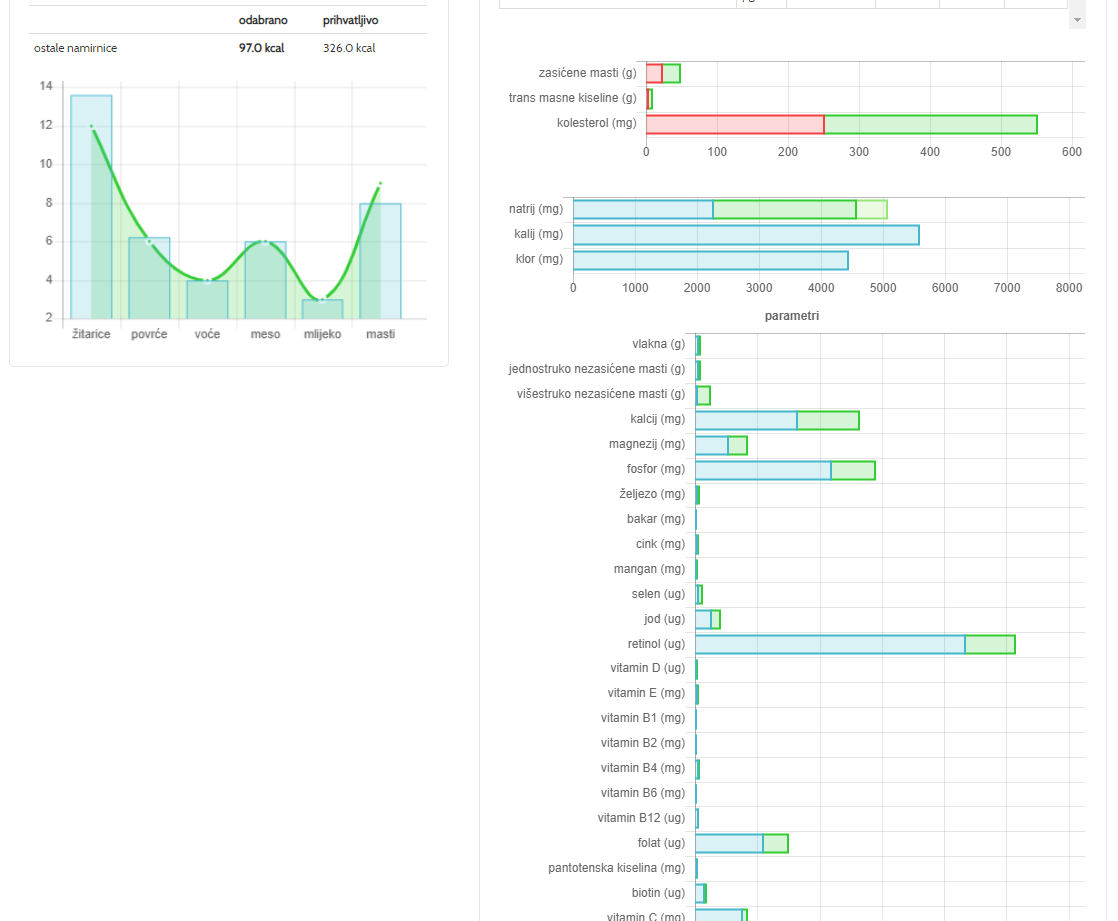 odabrano prihvatljivo
ostale namirnice 97.0 kcal 326.0 kcal
14
12
10
8
6
4
2
žitarice povrće voće meso mlijeko masti
zasićene masti (g)
trans masne kiseline (g)
kolesterol (mg)
0 100 200 300 400 500 600
natrij (mg)
kalij (mg)
klor (mg)
0 1000 2000 3000 4000 5000 6000 7000 8000
parametri
vlakna (g)
jednostruko nezasićene masti (g)
višestruko nezasićene masti (g)
kalcij (mg)
magnezij (mg)
fosfor (mg)
željezo (mg)
bakar (mg)
cink (mg)
mangan (mg)
selen (ug)
jod (ug)
retinol (ug)
vitamin D (ug)
vitamin E (mg)
vitamin B1 (mg)
vitamin B2 (mg)
vitamin B4 (mg)
vitamin B6 (mg)
vitamin B12 (ug)
folat (ug)
pantotenska kiselina (mg)
biotin (ug)
vitamin C (mg)